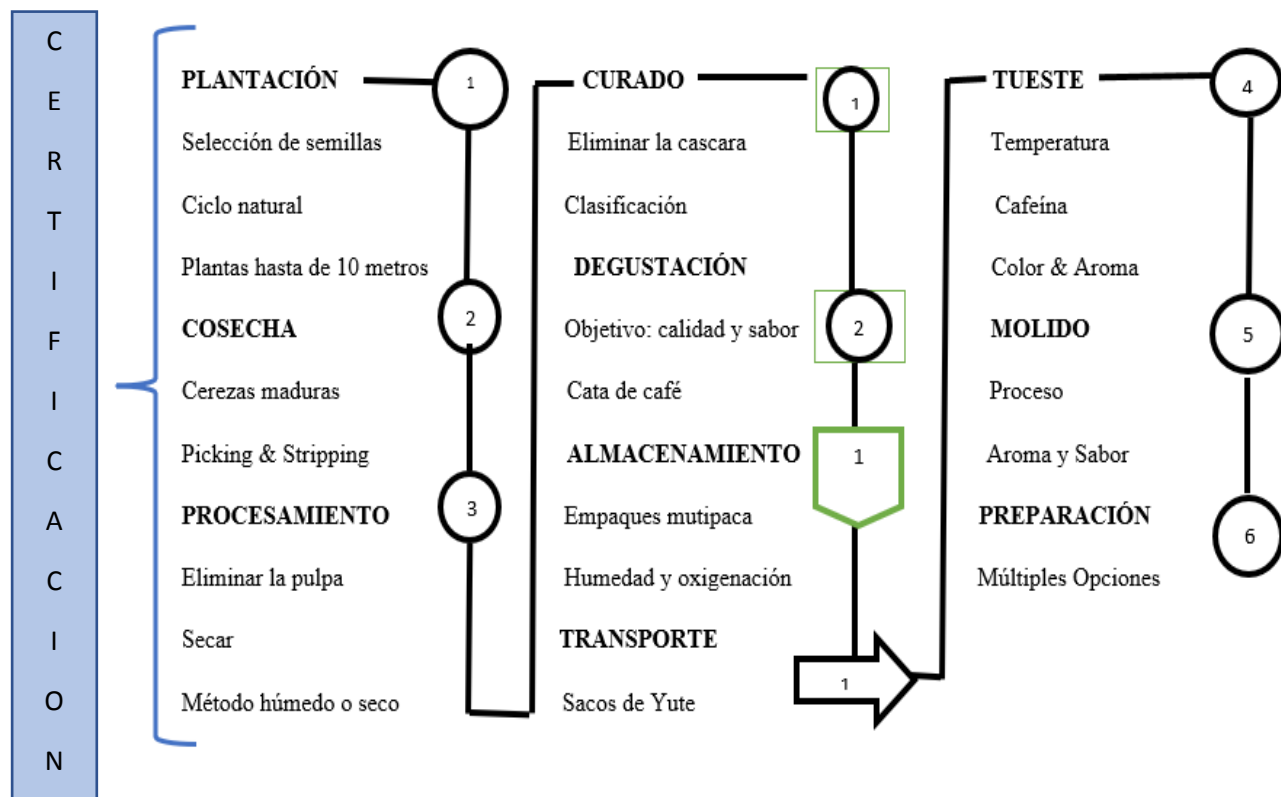 CERTIFICACION
PLANTACIÓN 1
Selección de semillas
Ciclo natural
Plantas hasta de 10 metros
COSECHA 2
Cerezas maduras
Picking & Stripping
PROCESAMIENTO 3
Eliminar la pulpa
Secar
Método húmedo o seco
CURADO 1
Eliminar la cascara
Clasificación
DEGUSTACIÓN
Objetivo: calidad y sabor 2
Cata de café
ALMACENAMIENTO 1
Empaques mutipaca
Humedad y oxigenación
TRANSPORTE
Sacos de Yute 1
TUESTE 4
Temperatura
Cafeína
Color & Aroma
MOLIDO 5
Proceso
Aroma y Sabor
PREPARACIÓN 6
Múltiples Opciones